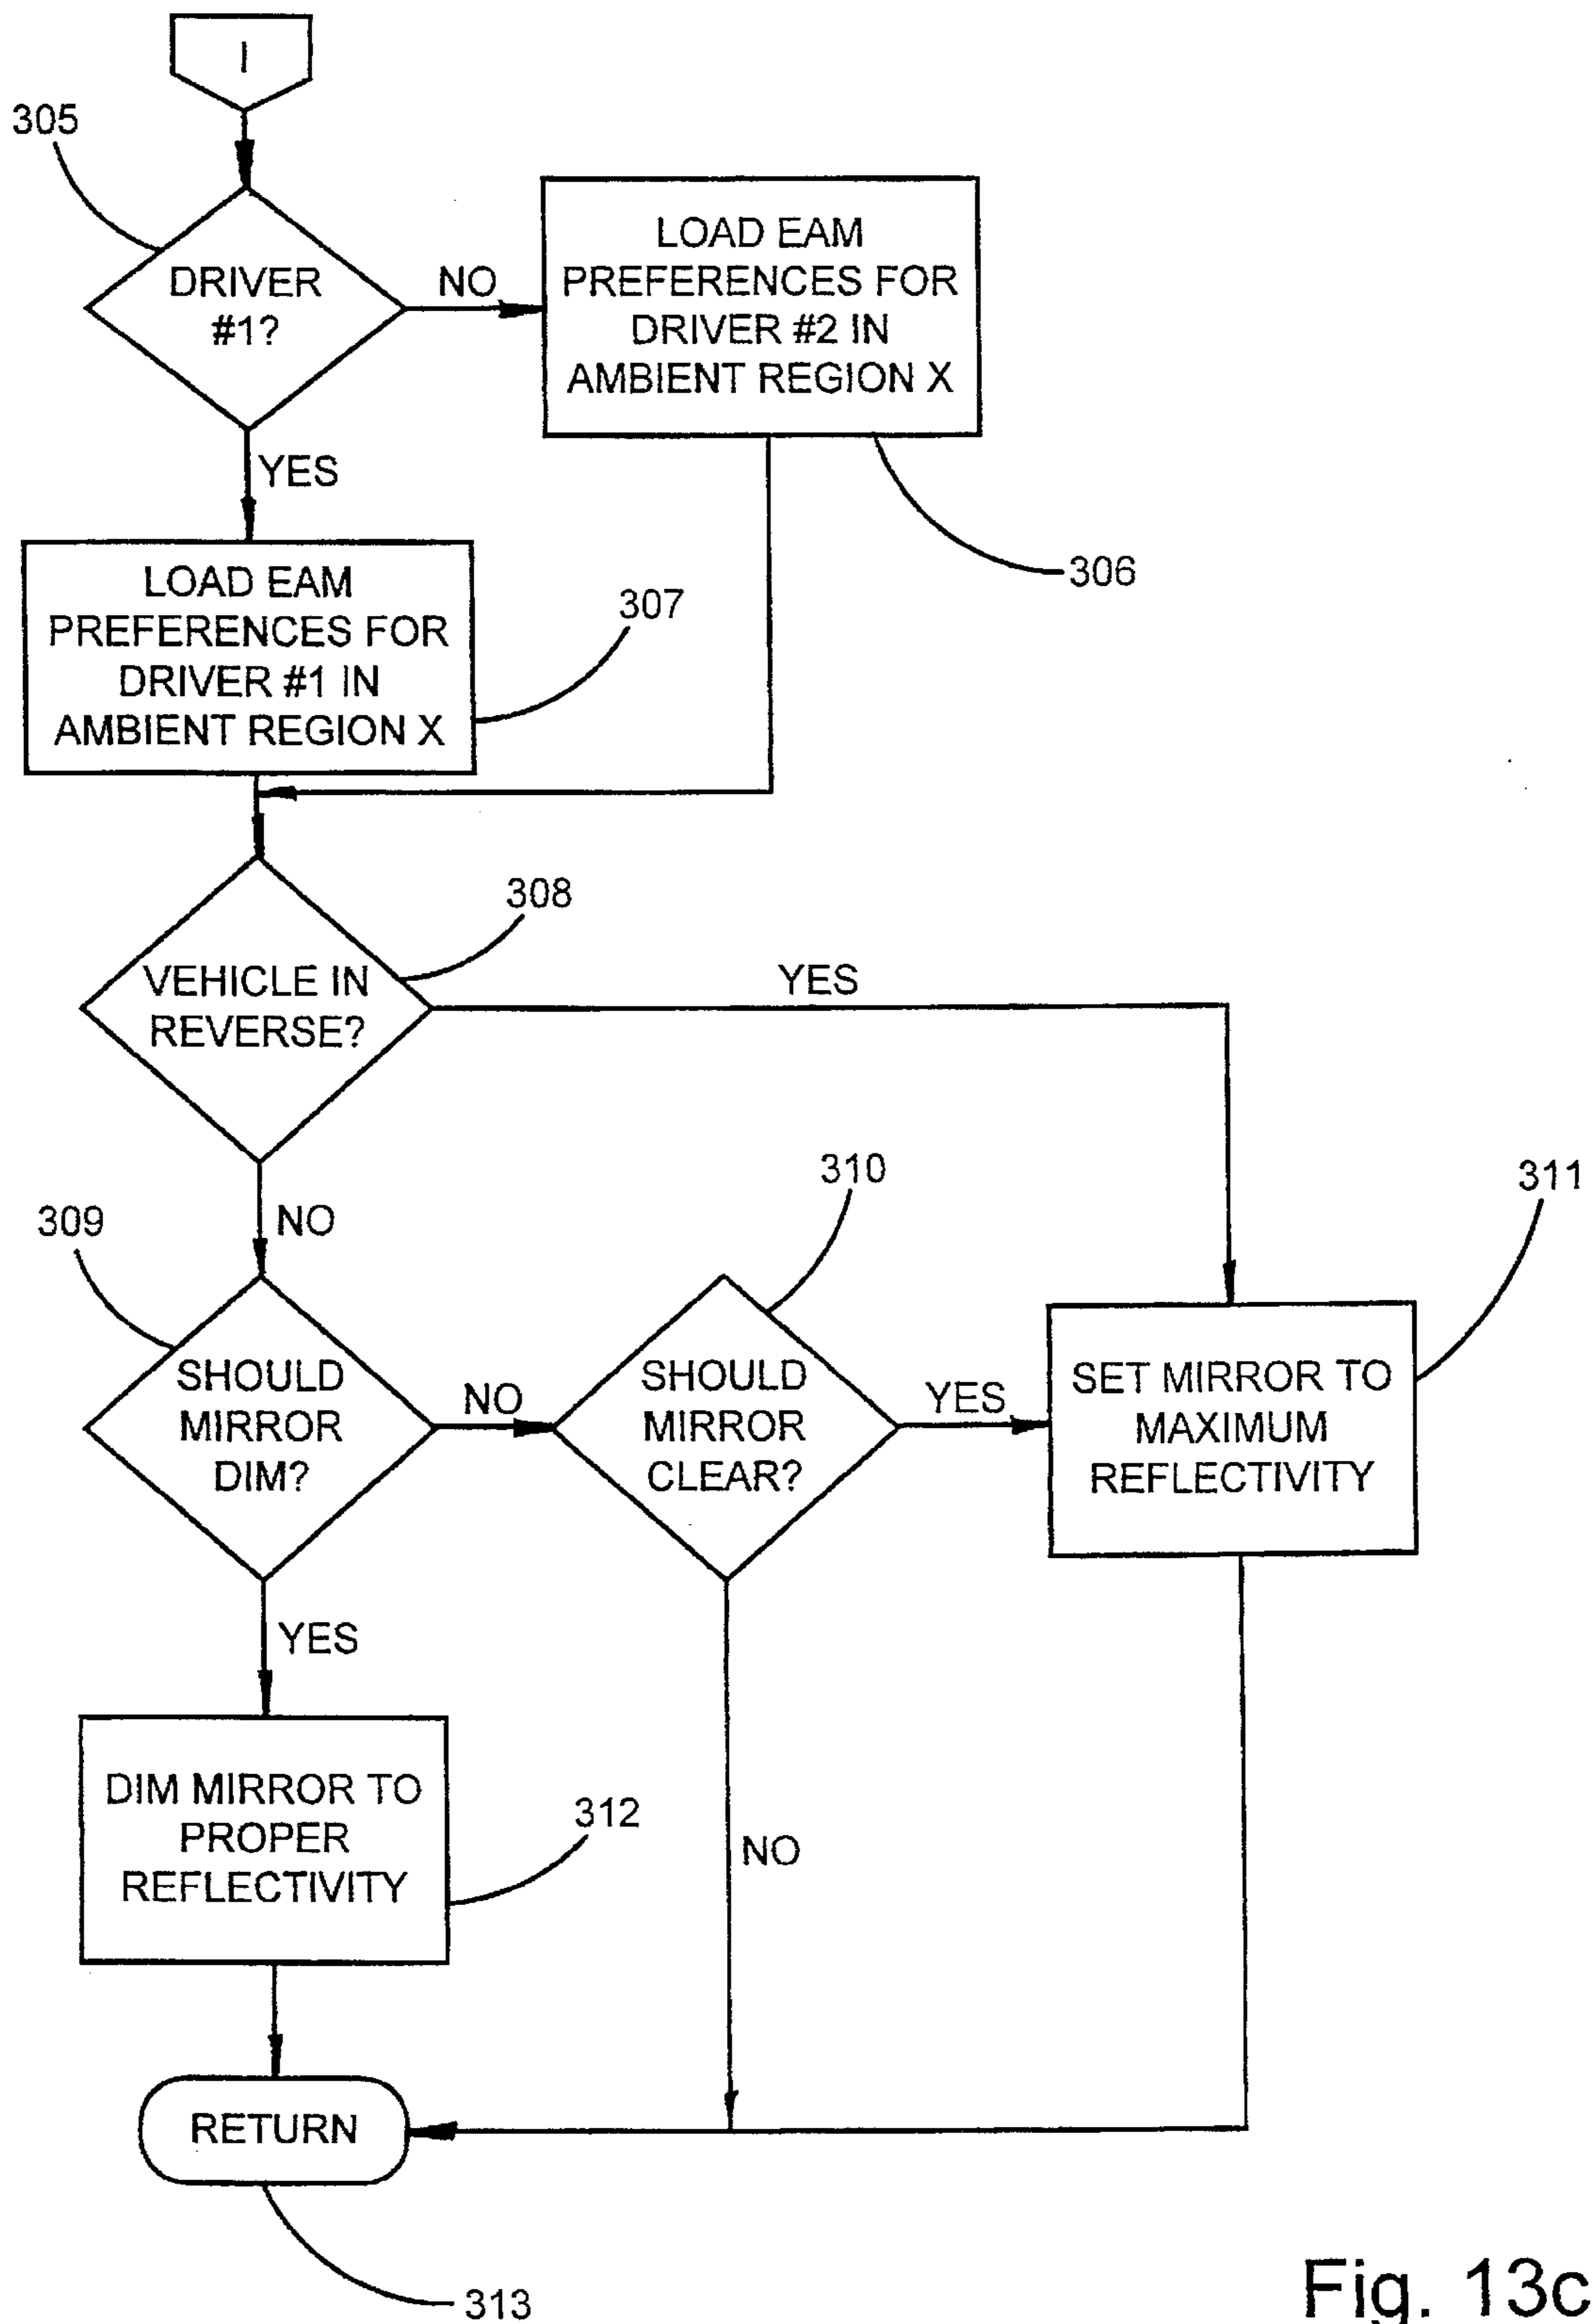 I
305
DRIVER
#1?
NO
LOAD EAM
PREFERENCES FOR
DRIVER #2 IN
AMBIENT REGION X
306
YES
LOAD EAM
PREFERENCES FOR
DRIVER #1 IN
AMBIENT REGION X
307
308
VEHICLE IN
REVERSE?
YES
NO
309
SHOULD
MIRROR
DIM?
NO
310
SHOULD
MIRROR
CLEAR?
YES
311
SET MIRROR TO
MAXIMUM
REFLECTIVITY
YES
DIM MIRROR TO
PROPER
REFLECTIVITY
312
NO
RETURN
313
Fig. 13c